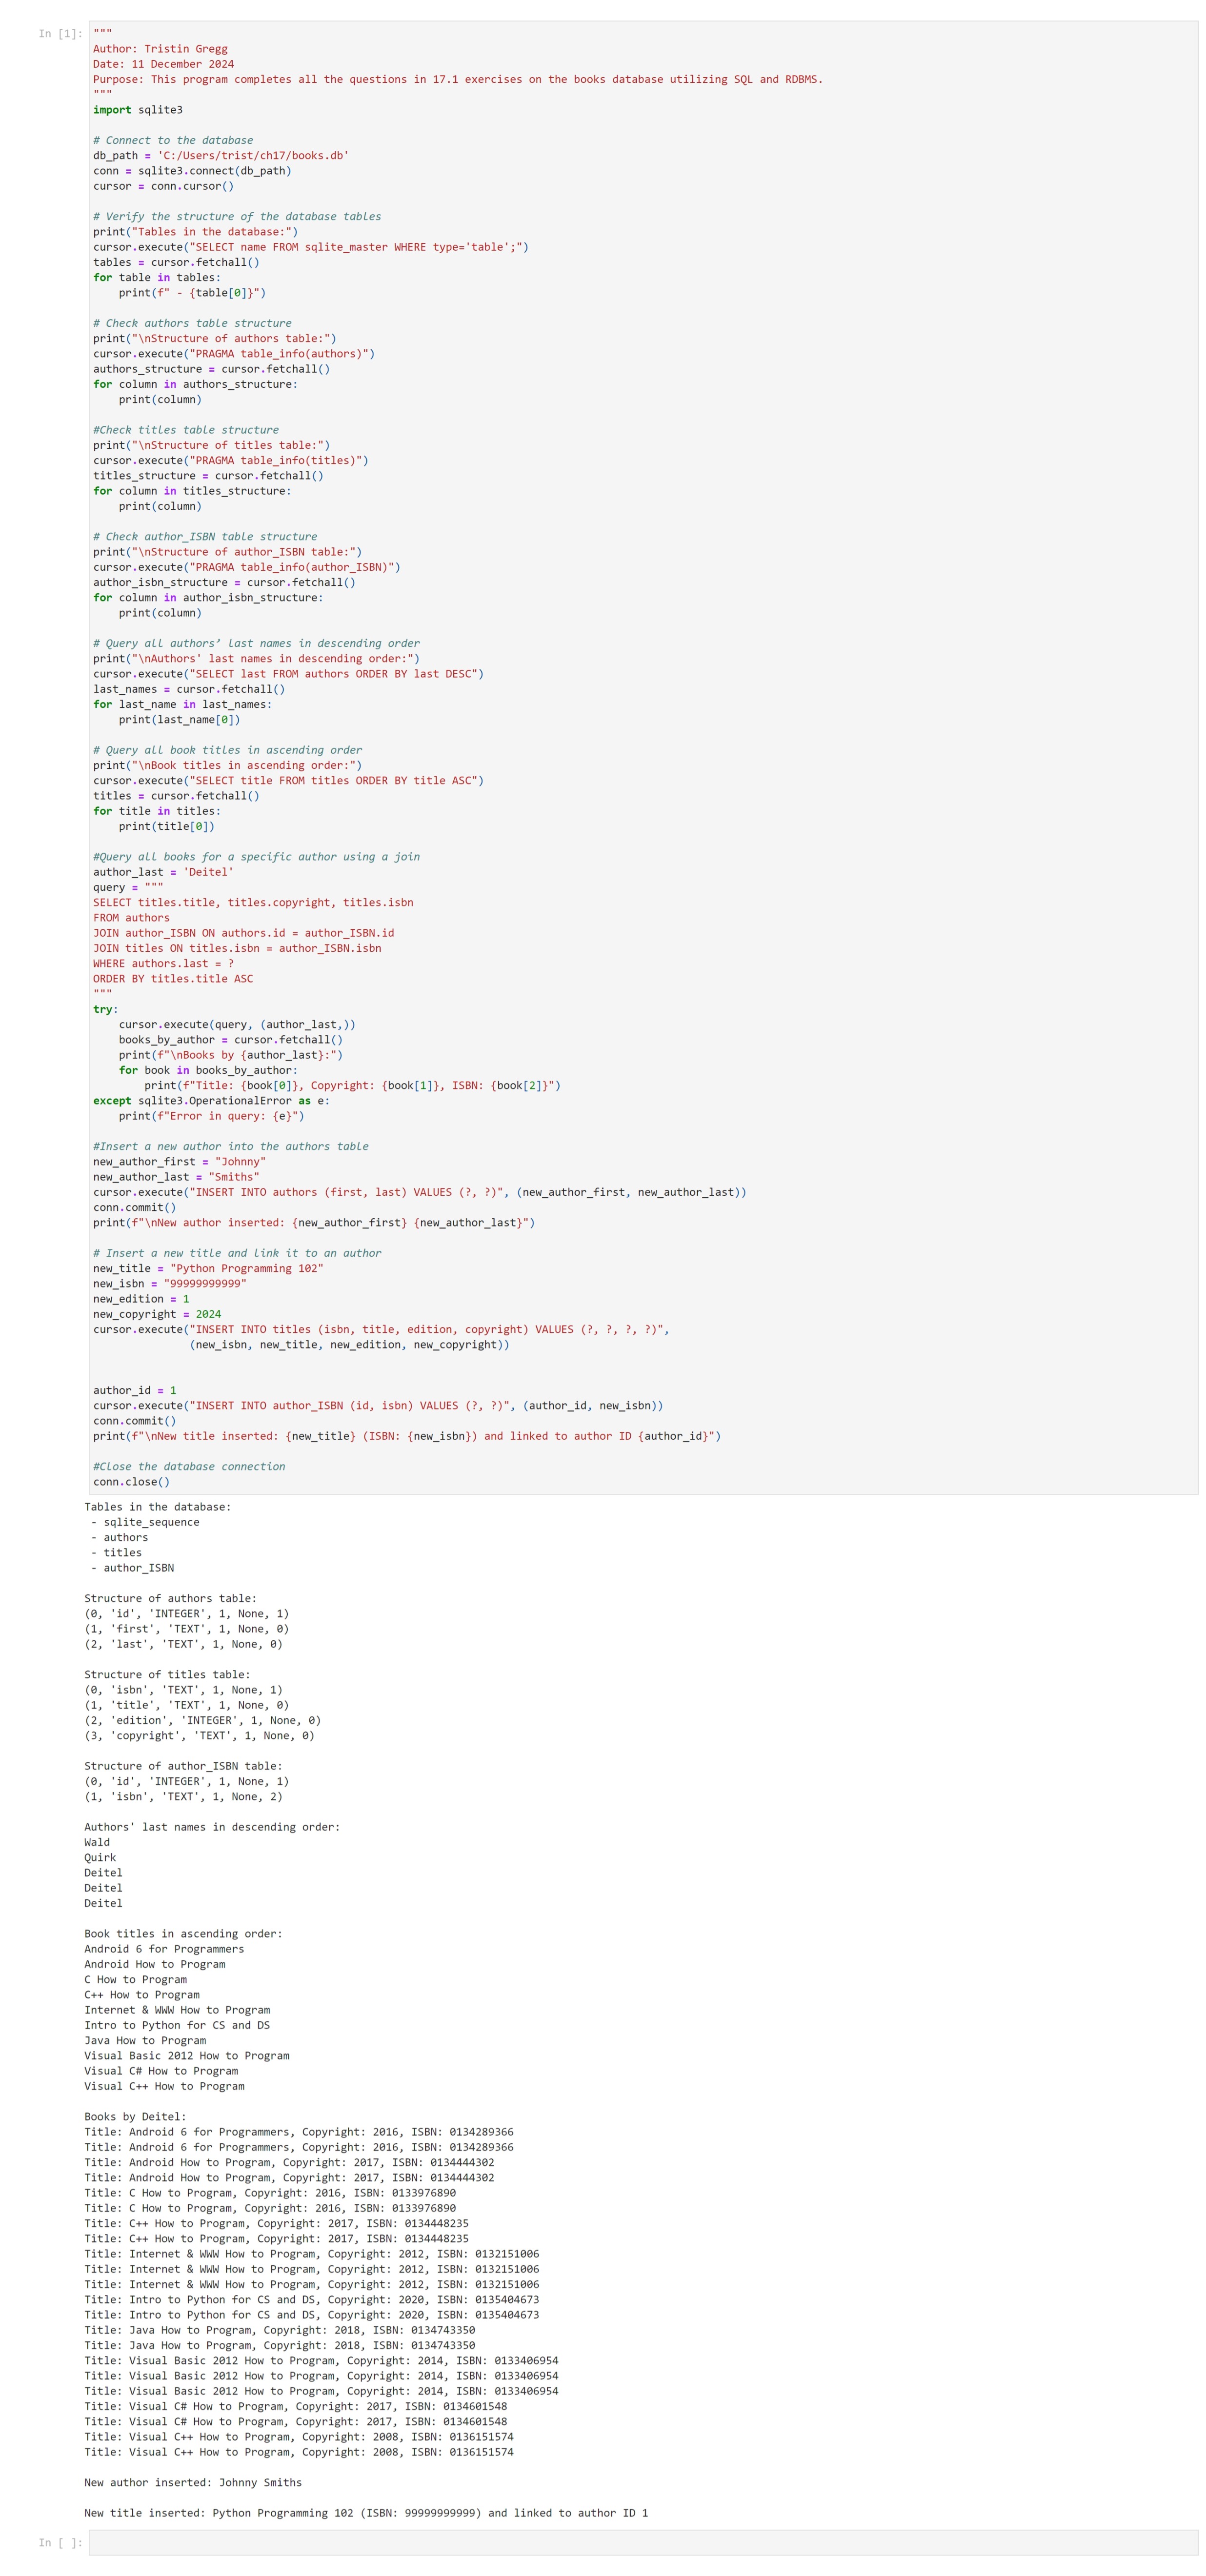 In [1]: """
Author: Tristin Gregg
Date: 11 December 2024
Purpose: This program completes all the questions in 17.1 exercises on the books database utilizing SQL and RDBMS.
"""
import sqlite3

# Connect to the database
db_path = 'C:/Users/trist/ch17/books.db'
conn = sqlite3.connect(db_path)
cursor = conn.cursor()

# Verify the structure of the database tables
print("Tables in the database:")
cursor.execute("SELECT name FROM sqlite_master WHERE type='table';")
tables = cursor.fetchall()
for table in tables:
    print(f" - {table[0]}")

# Check authors table structure
print("\nStructure of authors table:")
cursor.execute("PRAGMA table_info(authors)")
authors_structure = cursor.fetchall()
for column in authors_structure:
    print(column)

#Check titles table structure
print("\nStructure of titles table:")
cursor.execute("PRAGMA table_info(titles)")
titles_structure = cursor.fetchall()
for column in titles_structure:
    print(column)

# Check author_ISBN table structure
print("\nStructure of author_ISBN table:")
cursor.execute("PRAGMA table_info(author_ISBN)")
author_isbn_structure = cursor.fetchall()
for column in author_isbn_structure:
    print(column)

# Query all authors’ last names in descending order
print("\nAuthors' last names in descending order:")
cursor.execute("SELECT last FROM authors ORDER BY last DESC")
last_names = cursor.fetchall()
for last_name in last_names:
    print(last_name[0])

# Query all book titles in ascending order
print("\nBook titles in ascending order:")
cursor.execute("SELECT title FROM titles ORDER BY title ASC")
titles = cursor.fetchall()
for title in titles:
    print(title[0])

#Query all books for a specific author using a join
author_last = 'Deitel'
query = """
SELECT titles.title, titles.copyright, titles.isbn
FROM authors
JOIN author_ISBN ON authors.id = author_ISBN.id
JOIN titles ON titles.isbn = author_ISBN.isbn
WHERE authors.last = ?
ORDER BY titles.title ASC
"""
try:
    cursor.execute(query, (author_last,))
    books_by_author = cursor.fetchall()
    print(f"\nBooks by {author_last}:")
    for book in books_by_author:
        print(f"Title: {book[0]}, Copyright: {book[1]}, ISBN: {book[2]}")
except sqlite3.OperationalError as e:
    print(f"Error in query: {e}")

#Insert a new author into the authors table
new_author_first = "Johnny"
new_author_last = "Smiths"
cursor.execute("INSERT INTO authors (first, last) VALUES (?, ?)", (new_author_first, new_author_last))
conn.commit()
print(f"\nNew author inserted: {new_author_first} {new_author_last}")

# Insert a new title and link it to an author
new_title = "Python Programming 102"
new_isbn = "99999999999"
new_edition = 1
new_copyright = 2024
cursor.execute("INSERT INTO titles (isbn, title, edition, copyright) VALUES (?, ?, ?, ?)",
               (new_isbn, new_title, new_edition, new_copyright))

author_id = 1
cursor.execute("INSERT INTO author_ISBN (id, isbn) VALUES (?, ?)", (author_id, new_isbn))
conn.commit()
print(f"\nNew title inserted: {new_title} (ISBN: {new_isbn}) and linked to author ID {author_id}")

#Close the database connection
conn.close()
Tables in the database:
 - sqlite_sequence
 - authors
 - titles
 - author_ISBN

Structure of authors table:
(0, 'id', 'INTEGER', 1, None, 1)
(1, 'first', 'TEXT', 1, None, 0)
(2, 'last', 'TEXT', 1, None, 0)

Structure of titles table:
(0, 'isbn', 'TEXT', 1, None, 1)
(1, 'title', 'TEXT', 1, None, 0)
(2, 'edition', 'INTEGER', 1, None, 0)
(3, 'copyright', 'TEXT', 1, None, 0)

Structure of author_ISBN table:
(0, 'id', 'INTEGER', 1, None, 1)
(1, 'isbn', 'TEXT', 1, None, 2)

Authors' last names in descending order:
Wald
Quirk
Deitel
Deitel
Deitel

Book titles in ascending order:
Android 6 for Programmers
Android How to Program
C How to Program
C++ How to Program
Internet & WWW How to Program
Intro to Python for CS and DS
Java How to Program
Visual Basic 2012 How to Program
Visual C# How to Program
Visual C++ How to Program

Books by Deitel:
Title: Android 6 for Programmers, Copyright: 2016, ISBN: 0134289366
Title: Android 6 for Programmers, Copyright: 2016, ISBN: 0134289366
Title: Android How to Program, Copyright: 2017, ISBN: 0134444302
Title: Android How to Program, Copyright: 2017, ISBN: 0134444302
Title: C How to Program, Copyright: 2016, ISBN: 0133976890
Title: C How to Program, Copyright: 2016, ISBN: 0133976890
Title: C++ How to Program, Copyright: 2017, ISBN: 0134448235
Title: C++ How to Program, Copyright: 2017, ISBN: 0134448235
Title: Internet & WWW How to Program, Copyright: 2012, ISBN: 0132151006
Title: Internet & WWW How to Program, Copyright: 2012, ISBN: 0132151006
Title: Internet & WWW How to Program, Copyright: 2012, ISBN: 0132151006
Title: Intro to Python for CS and DS, Copyright: 2020, ISBN: 0135404673
Title: Intro to Python for CS and DS, Copyright: 2020, ISBN: 0135404673
Title: Java How to Program, Copyright: 2018, ISBN: 0134743350
Title: Java How to Program, Copyright: 2018, ISBN: 0134743350
Title: Visual Basic 2012 How to Program, Copyright: 2014, ISBN: 0133406954
Title: Visual Basic 2012 How to Program, Copyright: 2014, ISBN: 0133406954
Title: Visual Basic 2012 How to Program, Copyright: 2014, ISBN: 0133406954
Title: Visual C# How to Program, Copyright: 2017, ISBN: 0134601548
Title: Visual C# How to Program, Copyright: 2017, ISBN: 0134601548
Title: Visual C++ How to Program, Copyright: 2008, ISBN: 0136151574
Title: Visual C++ How to Program, Copyright: 2008, ISBN: 0136151574

New author inserted: Johnny Smiths

New title inserted: Python Programming 102 (ISBN: 99999999999) and linked to author ID 1
In [ ]: